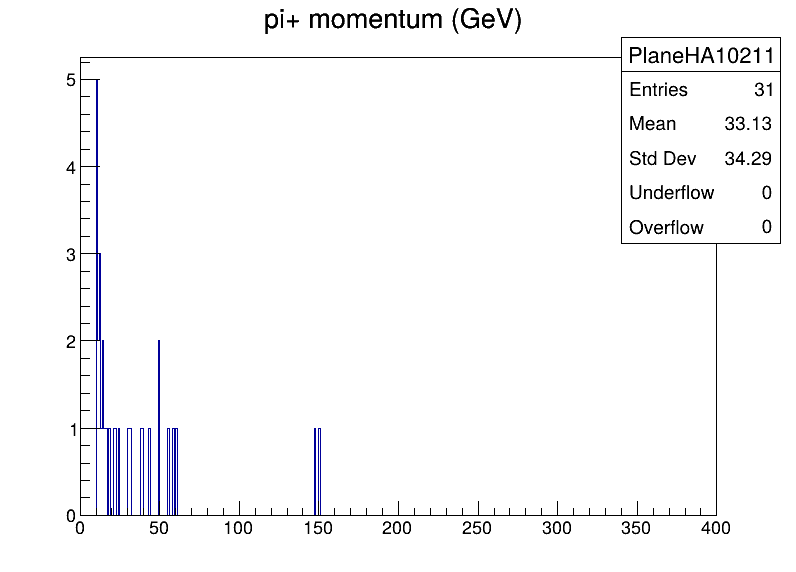 pi+ momentum (GeV)
PlaneHA10211
Entries 31
Mean 33.13
Std Dev 34.29
Underflow 0
Overflow 0
5
4
3
2
1
0
0 50 100 150 200 250 300 350 400